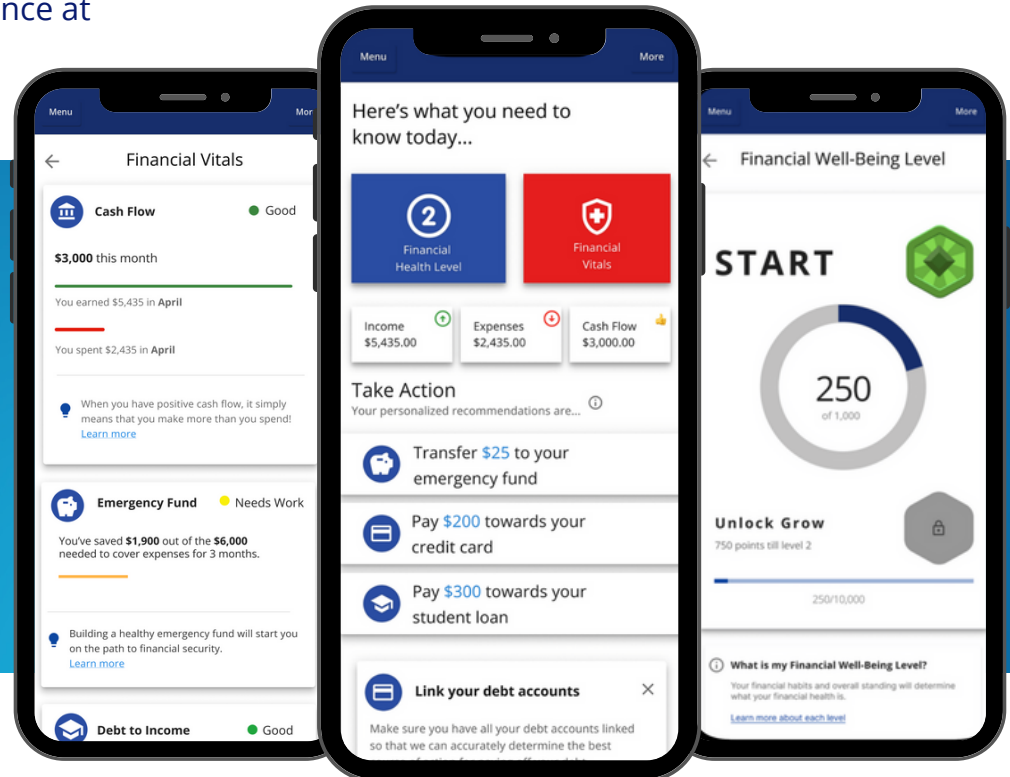 nce at
Menu
Financial Vitals
Cash Flow
Good
$3,000 this month
You earned $5,435 in April
You spent $2,435 in April
When you have positive cash flow, it simply
means that you make more than you spend!
Learn more
Emergency Fund
Needs Work
You've saved $1,900 out of the $6,000
needed to cover expenses for 3 months.
Building a healthy emergency fund will start you
on the path to financial security.
Learn more
Debt to Income
Good
Menu
More
Here's what you need to
know today...
2
Financial
Health Level
Financial
Vitals
Income
$5,435.00
Expenses
$2,435.00
Cash Flow
$3,000.00
Take Action
Your personalized recommendations are...
Transfer $25 to your
emergency fund
Pay $200 towards your
credit card
Pay $300 towards your
student loan
Link your debt accounts
Make sure you have all your debt accounts linked
so that we can accurately determine the best
Menu
More
Financial Well-Being Level
START
250
of 1,000
Unlock Grow
750 points till level 2
250/10,000
What is my Financial Well-Being Level?
Your financial habits and overall standing will determine
what your financial health is.
Learn more about each level